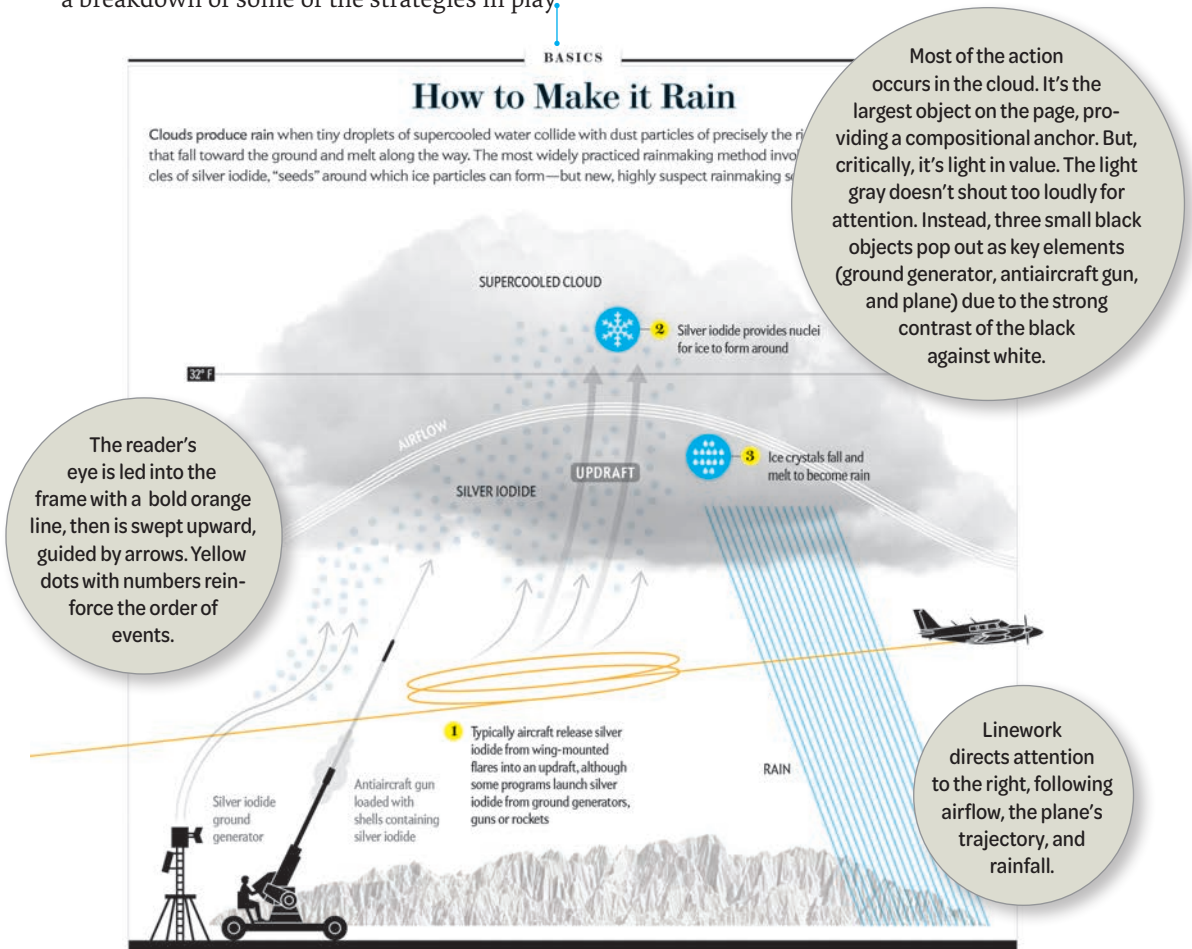 a breakdown of some of the strategies in play.
BASICS
How to Make it Rain
Clouds produce rain when tiny droplets of supercooled water collide with dust particles of precisely the
that fall toward the ground and melt along the way. The most widely practiced rainmaking method
cles of silver iodide, “seeds” around which ice particles can form—but new, highly suspect rainmaking
Most of the action
occurs in the cloud. It’s the
largest object on the page, pro-
viding a compositional anchor. But,
critically, it’s light in value. The light
gray doesn’t shout too loudly for
attention. Instead, three small black
objects pop out as key elements
(ground generator, antiaircraft gun,
and plane) due to the strong
contrast of the black
against white.
SUPERCOOLED CLOUD
2 Silver iodide provides nuclei
for ice to form around
32° F
The reader’s
eye is led into the
frame with a bold orange
line, then is swept upward,
guided by arrows. Yellow
dots with numbers rein-
force the order of
events.
AIRFLOW
UPDRAFT
SILVER IODIDE
3 Ice crystals fall and
melt to become rain
1 Typically aircraft release silver
iodide from wing-mounted
flares into an updraft, although
some programs launch silver
iodide from ground generators,
guns or rockets
Silver iodide
ground
generator
Antiaircraft gun
loaded with
shells containing
silver iodide
RAIN
Linework
directs attention
to the right, following
airflow, the plane’s
trajectory, and
rainfall.